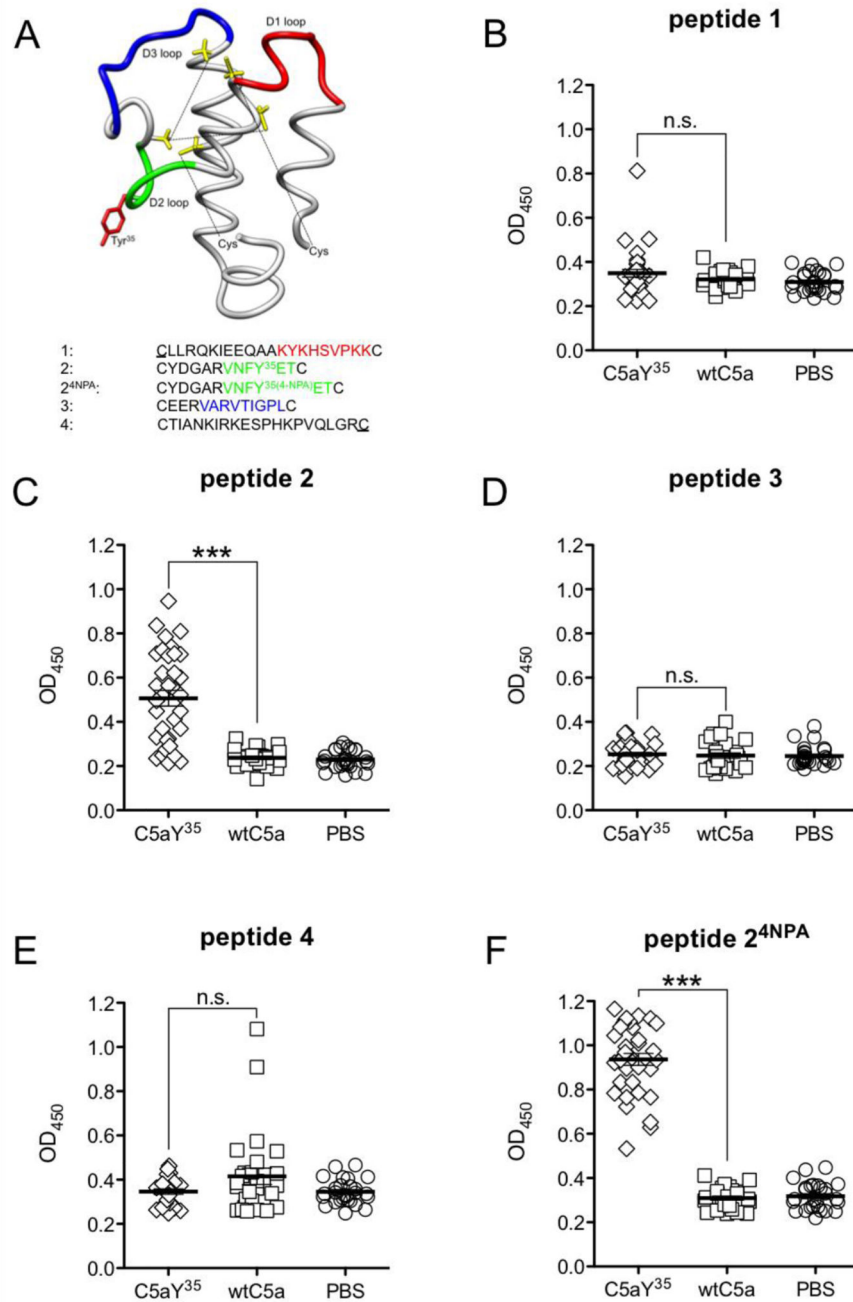 A
D3 loop
D1 loop
D2 loop
Tyr35
Cys
Cys
1: CLLRQKIEEQAAKYKHSVPKKC
2: CYDGARVNFY35ETC
24NPA: CYDGARVNFY35(4-NPA)ETC
3: CEERVARVTIGPLC
4: CTIANKIRKESPHKPVQLGRC
B
peptide 1
OD450
1.2
1.0
0.8
0.6
0.4
0.2
0.0
n.s.
C5aY35 wtC5a PBS
C
peptide 2
OD450
1.2
1.0
0.8
0.6
0.4
0.2
0.0
***
C5aY35 wtC5a PBS
D
peptide 3
OD450
1.2
1.0
0.8
0.6
0.4
0.2
0.0
n.s.
C5aY35 wtC5a PBS
E
peptide 4
OD450
1.2
1.0
0.8
0.6
0.4
0.2
0.0
n.s.
C5aY35 wtC5a PBS
F
peptide 24NPA
OD450
1.2
1.0
0.8
0.6
0.4
0.2
0.0
***
C5aY35 wtC5a PBS